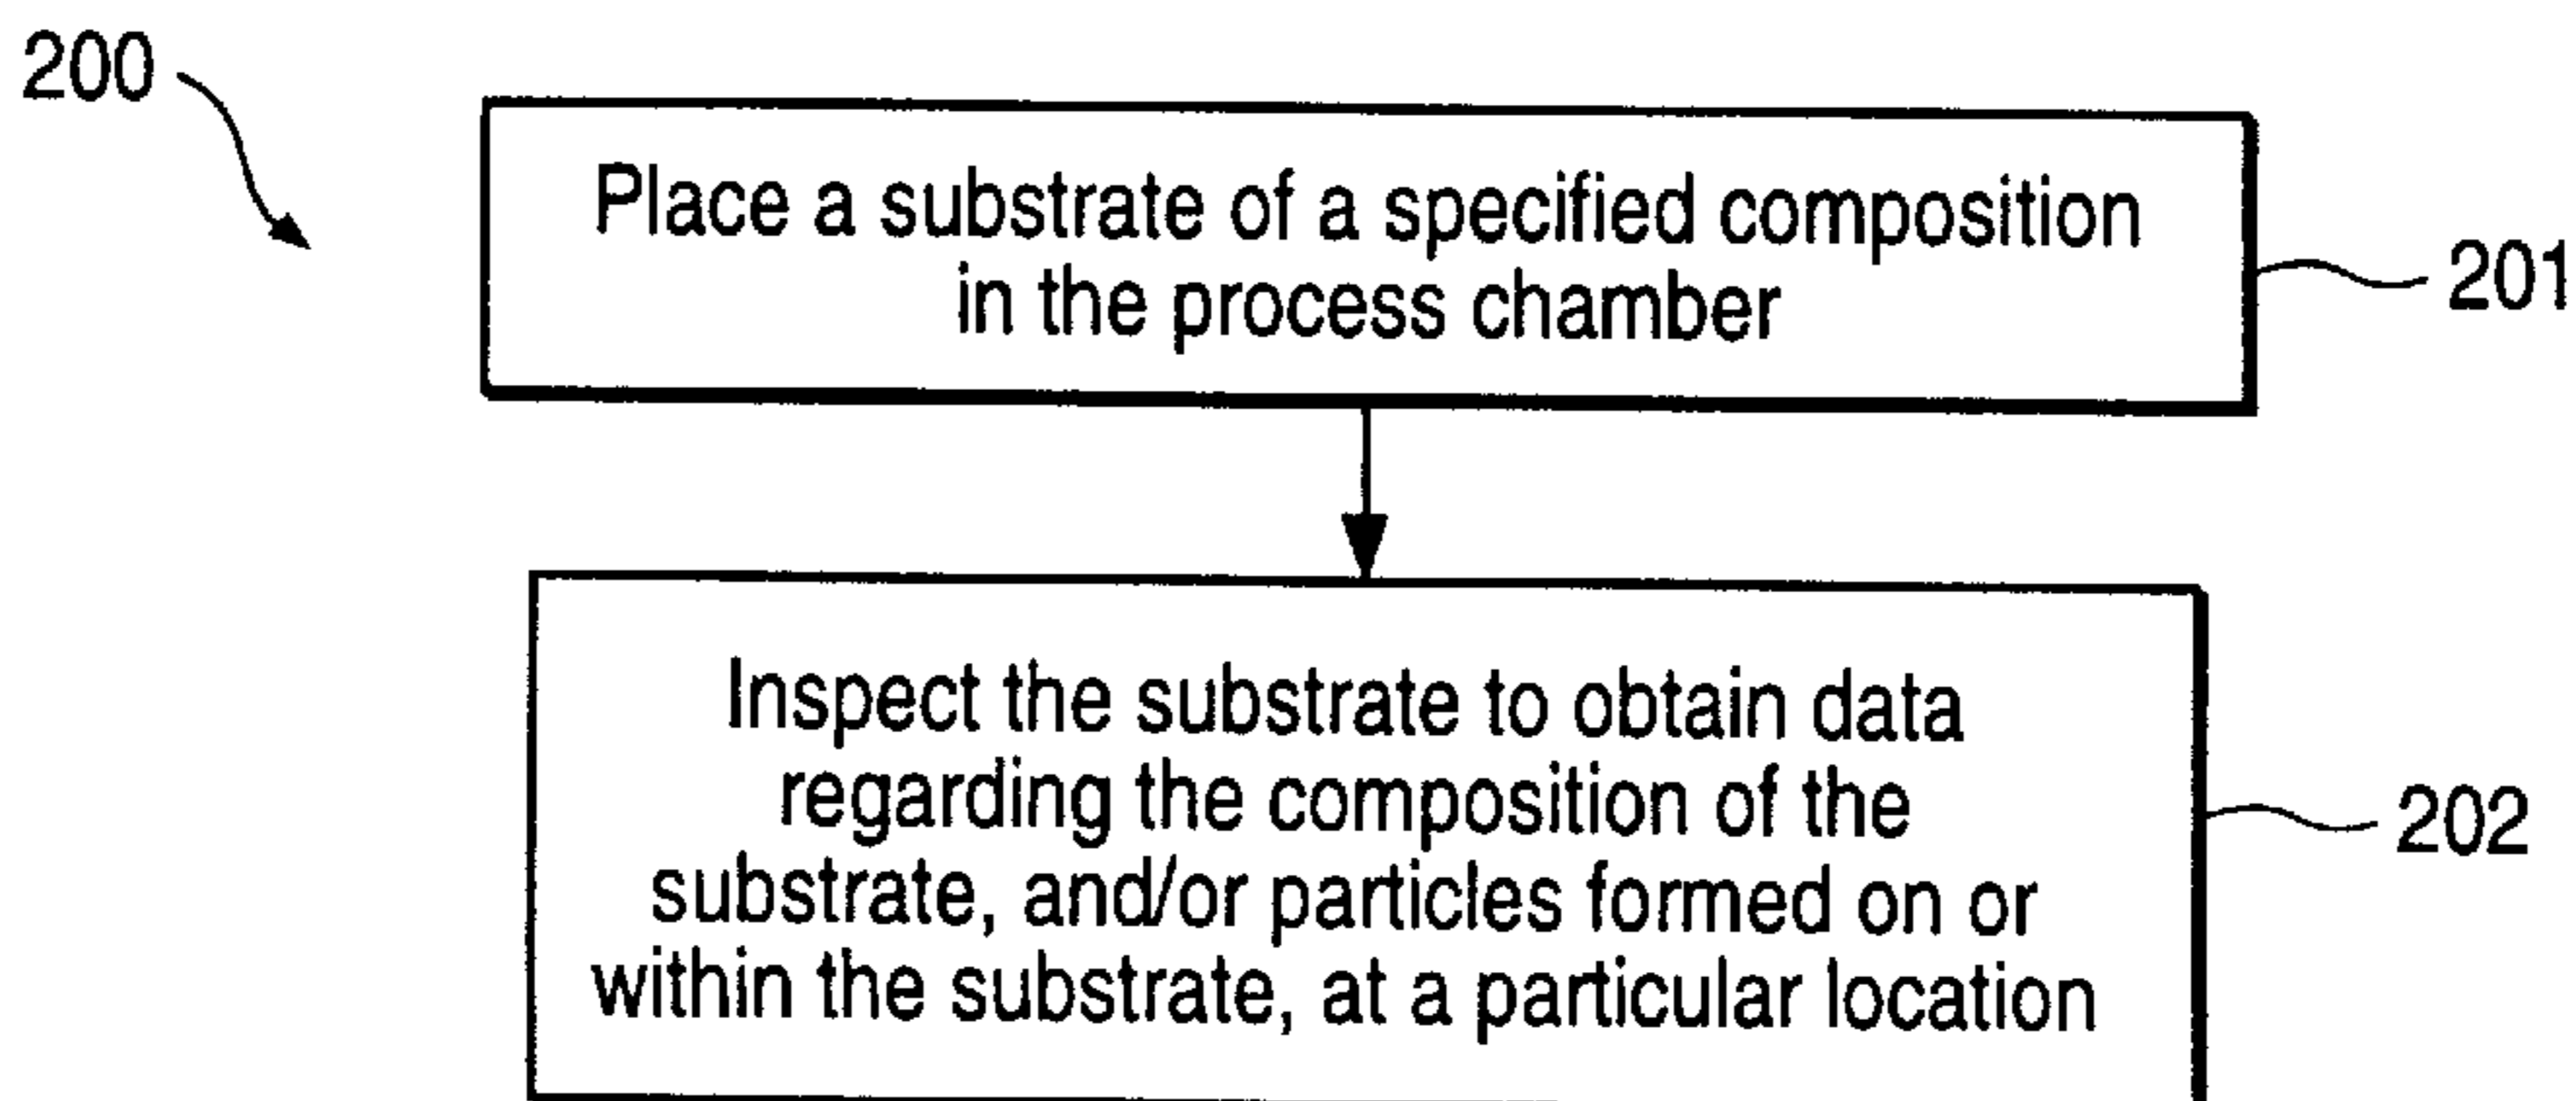 200
Place a substrate of a specified composition
in the process chamber
201
Inspect the substrate to obtain data
regarding the composition of the
substrate, and/or particles formed on or
within the substrate, at a particular location
202